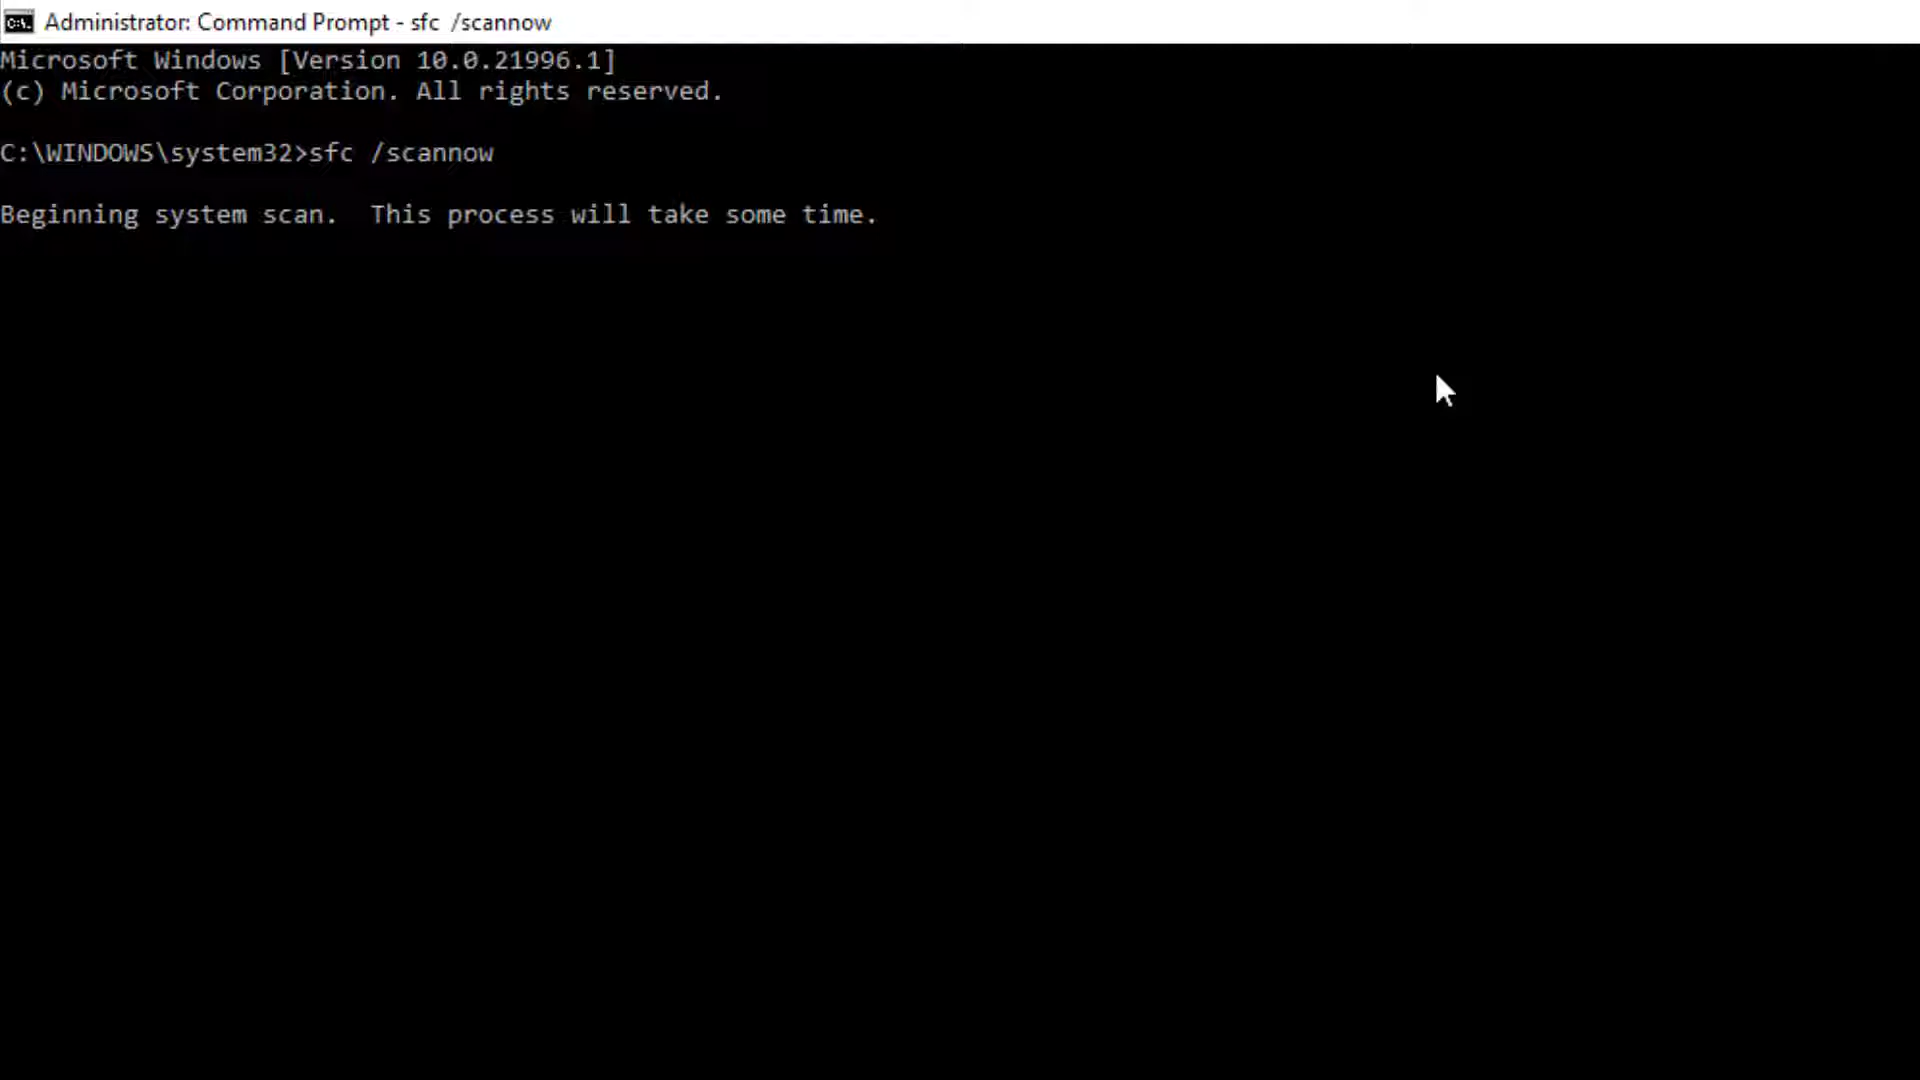 Administrator: Command Prompt - sfc  /scannow
Microsoft Windows [Version 10.0.21996.1]
(c) Microsoft Corporation. All rights reserved.
C:\WINDOWS\system32>sfc /scannow
Beginning system scan.  This process will take some time.